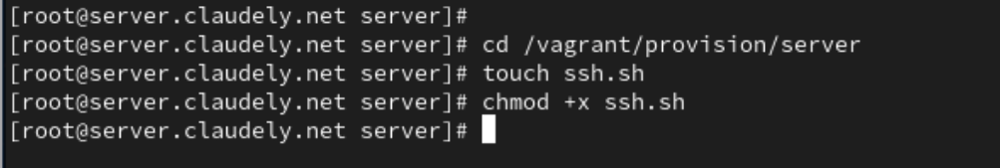 [root@server.claudely.net server]#
[root@server.claudely.net server]# cd /vagrant/provision/server
[root@server.claudely.net server]# touch ssh.sh
[root@server.claudely.net server]# chmod +x ssh.sh
[root@server.claudely.net server]#